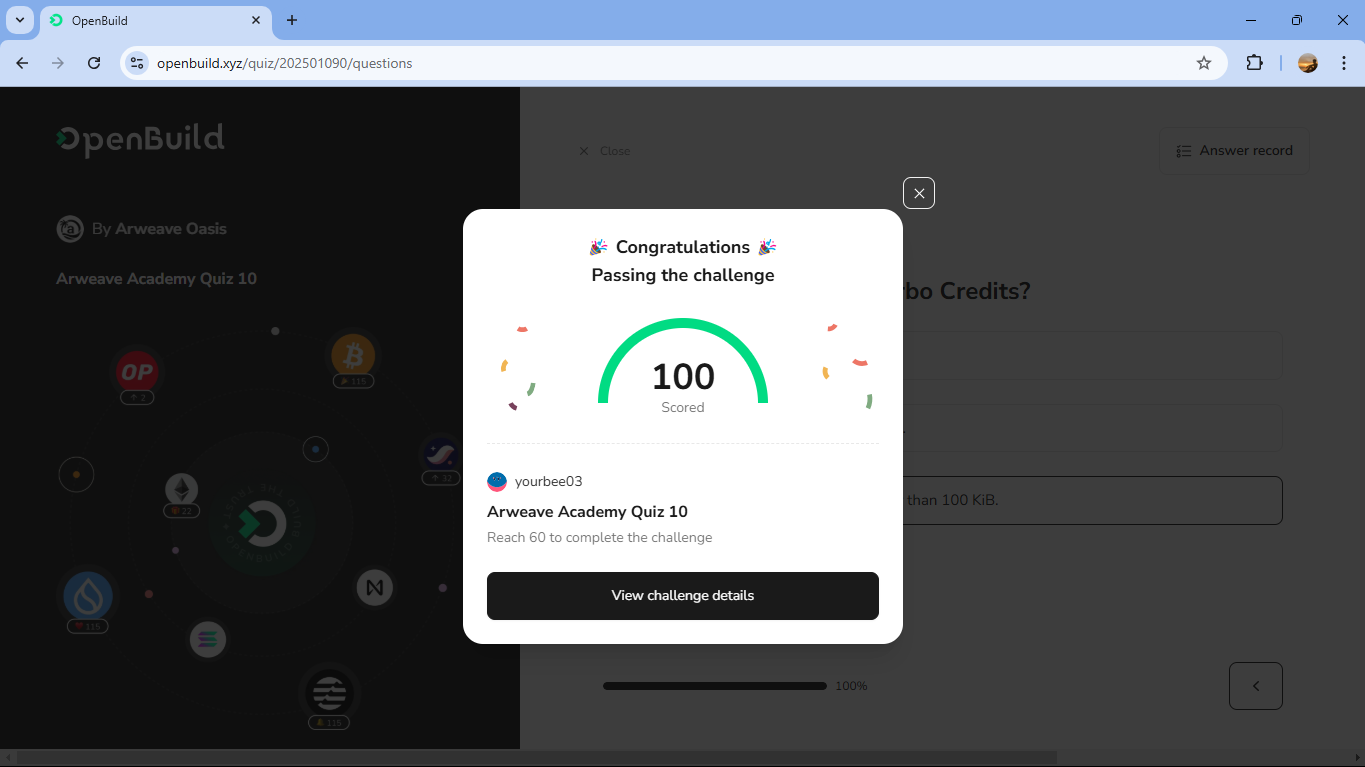 OpenBuild
openbuild.xyz/quiz/202501090/questions
OpenBuild
Close
Answer record
By Arweave Oasis
Arweave Academy Quiz 10
Congratulations
Passing the challenge
rbo Credits?
OP
2
115
100
Scored
32
22
than 100 KiB.
yourbee03
Arweave Academy Quiz 10
Reach 60 to complete the challenge
View challenge details
115
115
100%